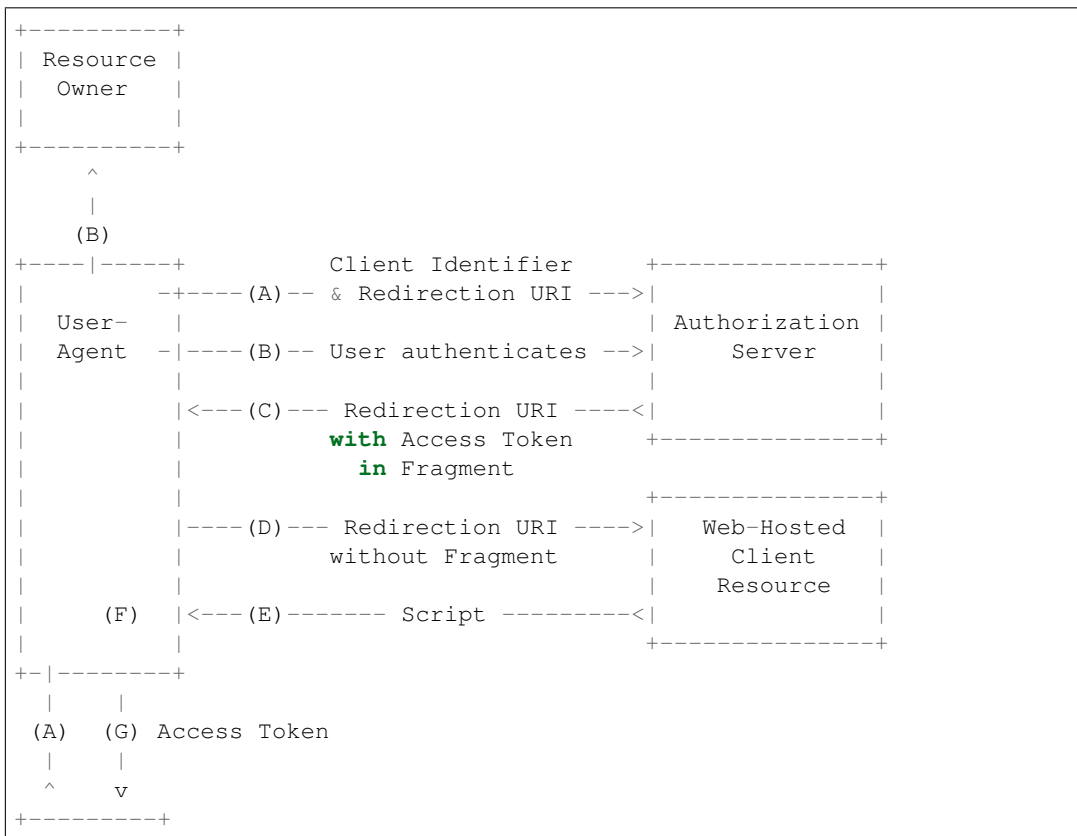 +----------+
| Resource |
|  Owner   |
|          |
+----------+
     ^
     |
    (B)
+----|-----+          Client Identifier     +---------------+
|         -+----(A)-- & Redirection URI --->|               |
|  User-   |                                | Authorization |
|  Agent  -|----(B)-- User authenticates -->|     Server    |
|          |                                |               |
|          |<---(C)--- Redirection URI ----<|               |
|          |          with Access Token     +---------------+
|          |            in Fragment
|          |                                +---------------+
|          |----(D)--- Redirection URI ---->|   Web-Hosted  |
|          |          without Fragment      |     Client    |
|          |                                |    Resource   |
|     (F)  |<---(E)------- Script ---------<|               |
|          |                                +---------------+
+-|--------+
  |    |
 (A)  (G) Access Token
  |    |
  ^    v
+---------+